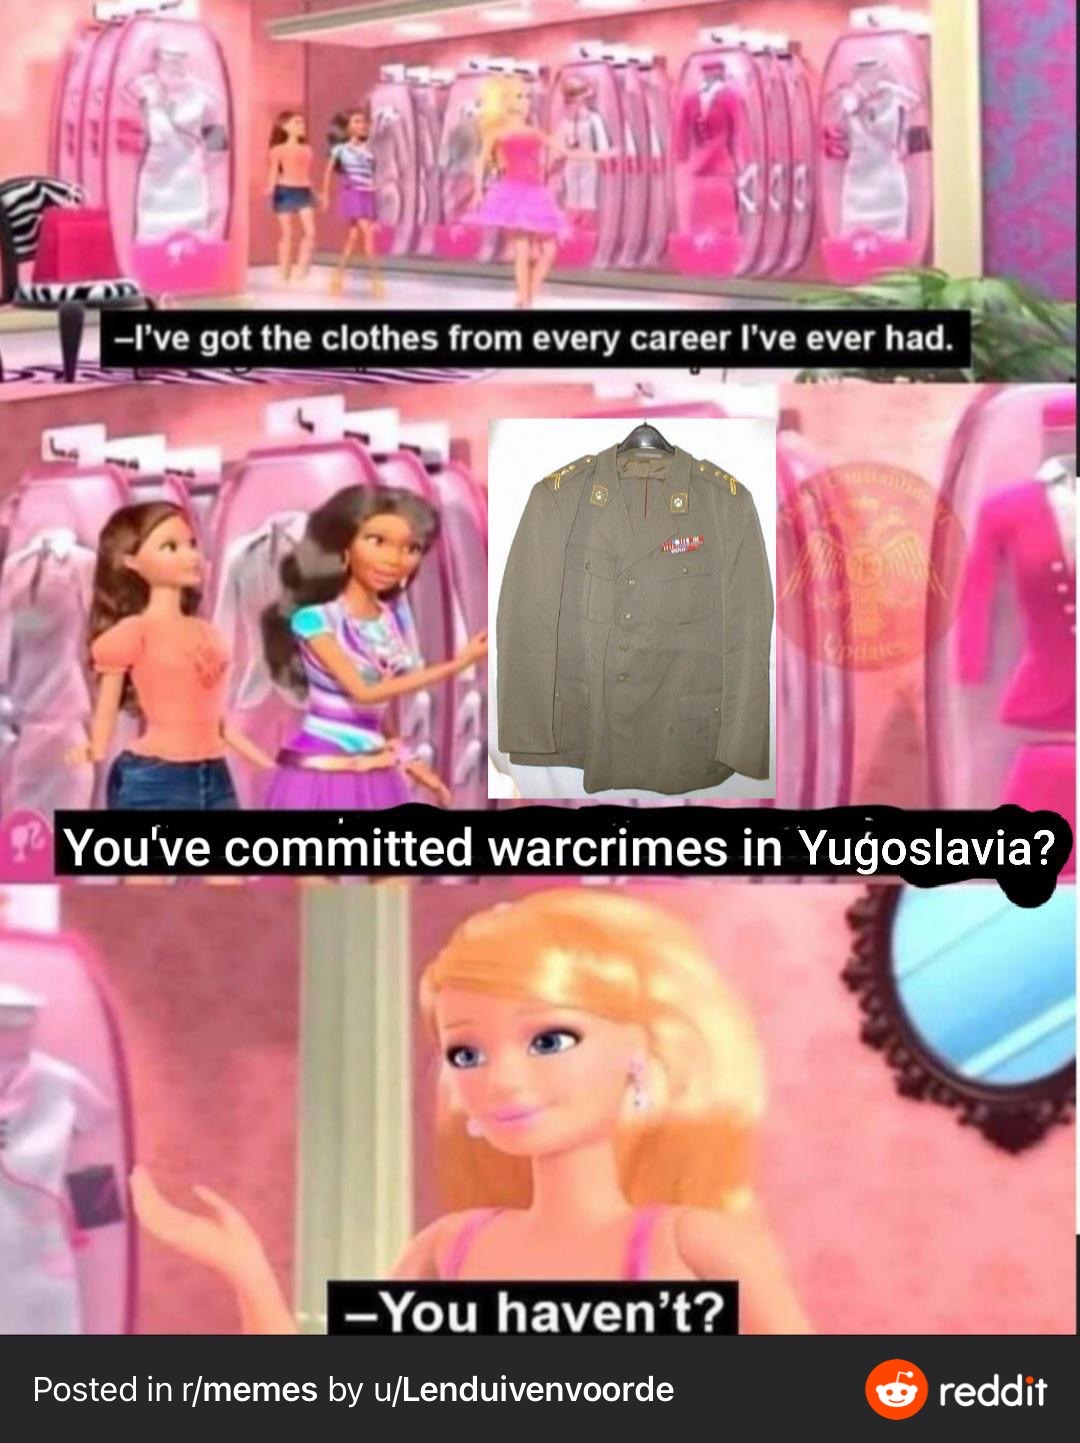 –I've got the clothes from every career I've ever had.
You've committed warcrimes in Yugoslavia?
Updates
–You haven't?
Posted in r/memes by u/Lenduivenvoorde
reddit